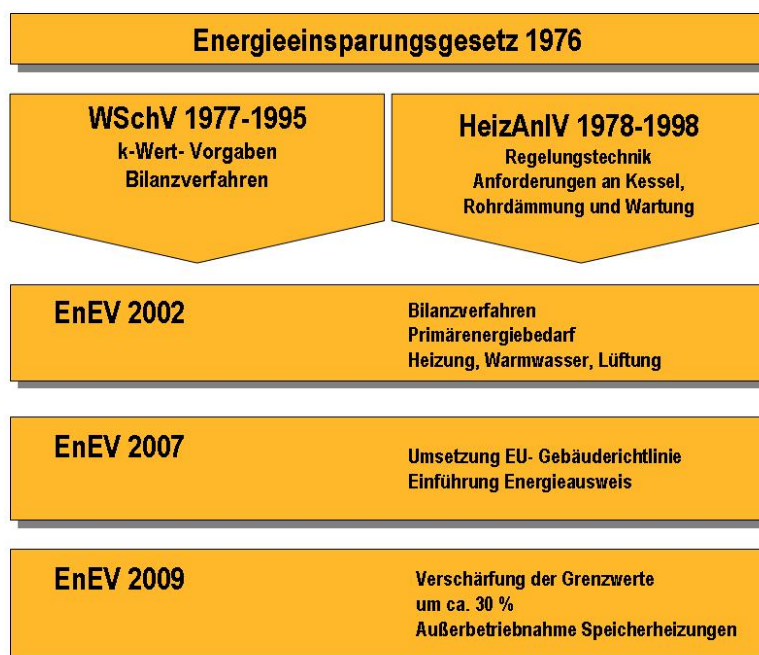 Energieeinsparungsgesetz 1976
WSchV 1977-1995
k-Wert- Vorgaben
Bilanzverfahren
HeizAnlV 1978-1998
Regelungstechnik
Anforderungen an Kessel,
Rohrdämmung und Wartung
EnEV 2002
Bilanzverfahren
Primärenergiebedarf
Heizung, Warmwasser, Lüftung
EnEV 2007
Umsetzung EU- Gebäuderichtlinie
Einführung Energieausweis
EnEV 2009
Verschärfung der Grenzwerte
um ca. 30 %
Außerbetriebnahme Speicherheizungen